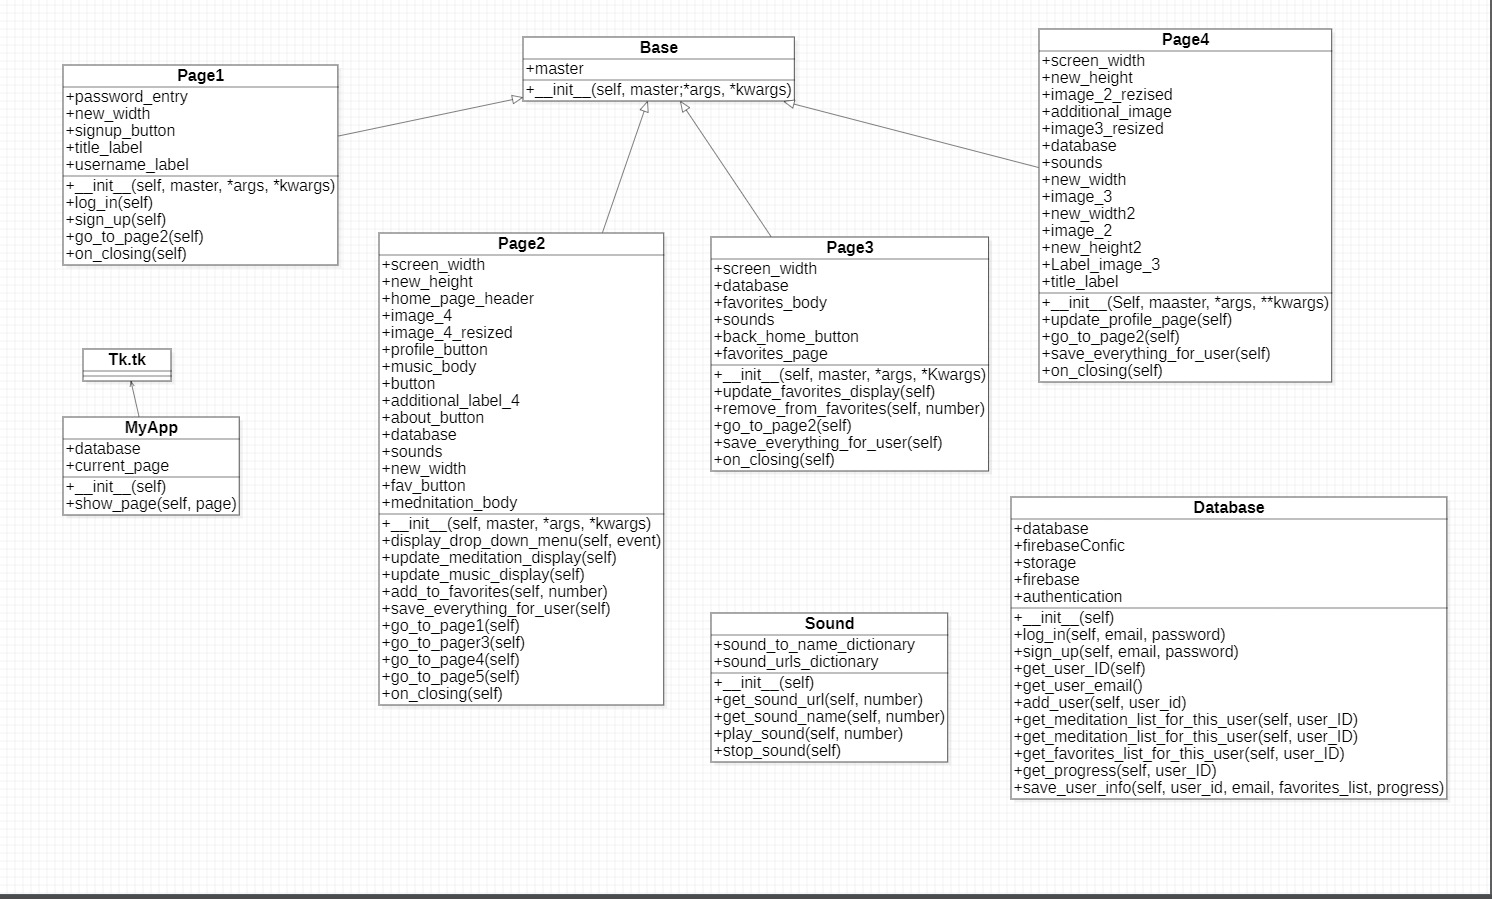 Page1
+password_entry
+new_width
+signup_button
+title_label
+username_label
+__init__(self, master, *args, *kwargs)
+log_in(self)
+sign_up(self)
+go_to_page2(self)
+on_closing(self)
Base
+master
+__init__(self, master;*args, *kwargs)
Page4
+screen_width
+new_height
+image_2_rezised
+additional_image
+image3_resized
+database
+sounds
+new_width
+image_3
+new_width2
+image_2
+new_height2
+Label_image_3
+title_label
+__init__(Self, maaster, *args, **kwargs)
+update_profile_page(self)
+go_to_page2(self)
+save_everything_for_user(self)
+on_closing(self)
Page2
+screen_width
+new_height
+home_page_header
+image_4
+image_4_resized
+profile_button
+music_body
+button
+additional_label_4
+about_button
+database
+sounds
+new_width
+fav_button
+mednitation_body
+__init__(self, master, *args, *kwargs)
+display_drop_down_menu(self, event)
+update_meditation_display(self)
+update_music_display(self)
+add_to_favorites(self, number)
+save_everything_for_user(self)
+go_to_page1(self)
+go_to_pager3(self)
+go_to_page4(self)
+go_to_page5(self)
+on_closing(self)
Page3
+screen_width
+database
+favorites_body
+sounds
+back_home_button
+favorites_page
+__init__(self, master, *args, *Kwargs)
+update_favorites_display(self)
+remove_from_favorites(self, number)
+go_to_page2(self)
+save_everything_for_user(self)
+on_closing(self)
Tk.tk
MyApp
+database
+current_page
+__init__(self)
+show_page(self, page)
Sound
+sound_to_name_dictionary
+sound_urls_dictionary
+__init__(self)
+get_sound_url(self, number)
+get_sound_name(self, number)
+play_sound(self, number)
+stop_sound(self)
Database
+database
+firebaseConfic
+storage
+firebase
+authentication
+__init__(self)
+log_in(self, email, password)
+sign_up(self, email, password)
+get_user_ID(self)
+get_user_email()
+add_user(self, user_id)
+get_meditation_list_for_this_user(self, user_ID)
+get_meditation_list_for_this_user(self, user_ID)
+get_favorites_list_for_this_user(self, user_ID)
+get_progress(self, user_ID)
+save_user_info(self, user_id, email, favorites_list, progress)